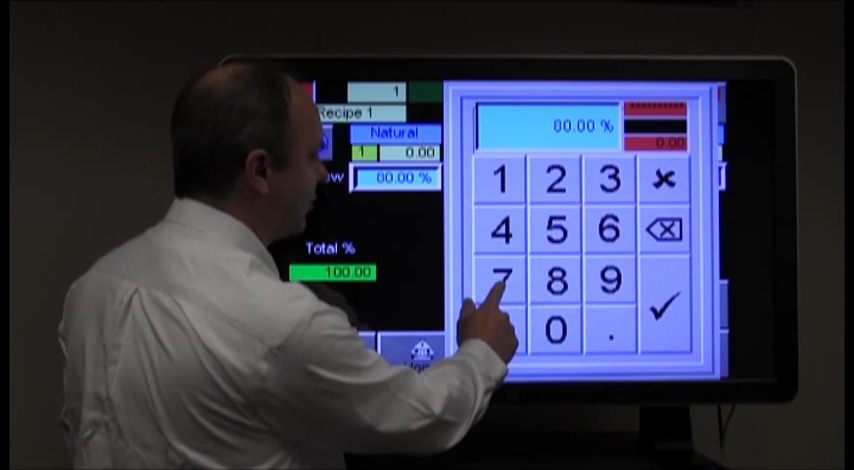 1
Recipe 1
Natural
1 0.00
00.00 %
Total %
100.00
00.00 %
0.00
1 2 3
4 5 6
7 8 9
0 .